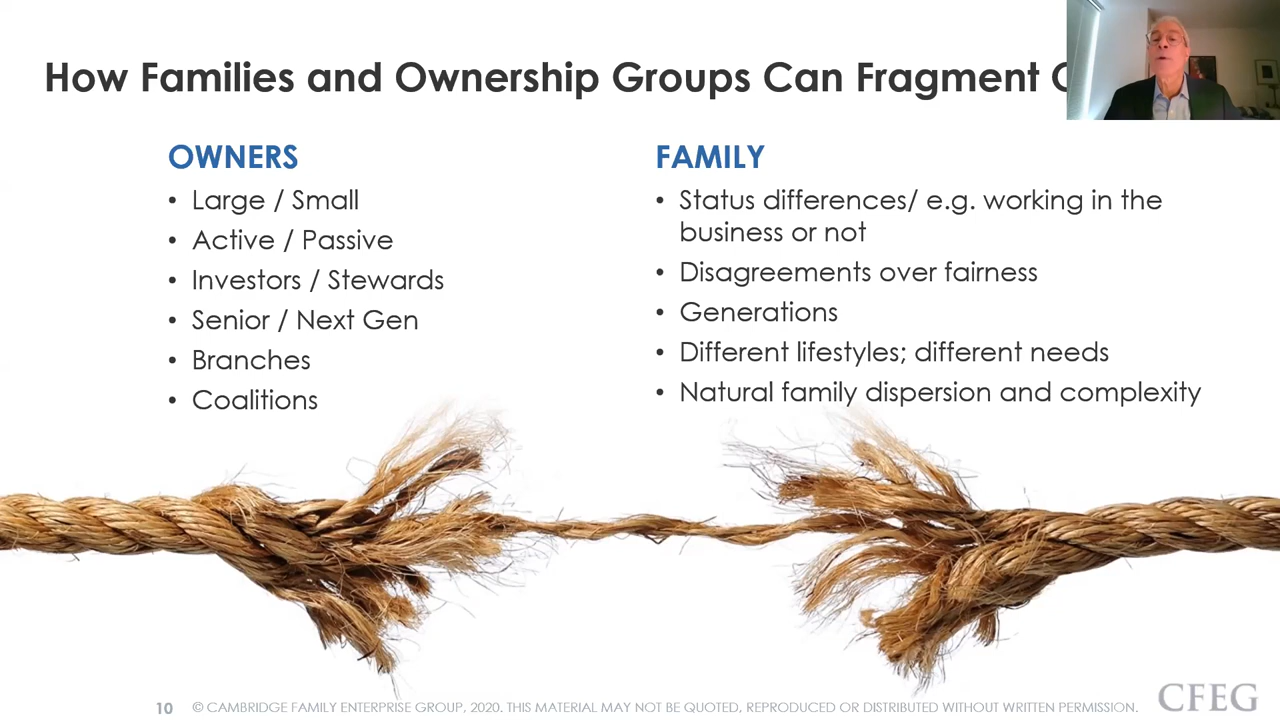 How Families and Ownership Groups Can Fragment
OWNERS
• Large / Small
• Active / Passive
• Investors / Stewards
• Senior / Next Gen
• Branches
• Coalitions
FAMILY
• Status differences/ e.g. working in the
business or not
• Disagreements over fairness
• Generations
• Different lifestyles; different needs
• Natural family dispersion and complexity
10 © CAMBRIDGE FAMILY ENTERPRISE GROUP, 2020. THIS MATERIAL MAY NOT BE QUOTED, REPRODUCED OR DISTRIBUTED WITHOUT WRITTEN PERMISSION.
CFEG